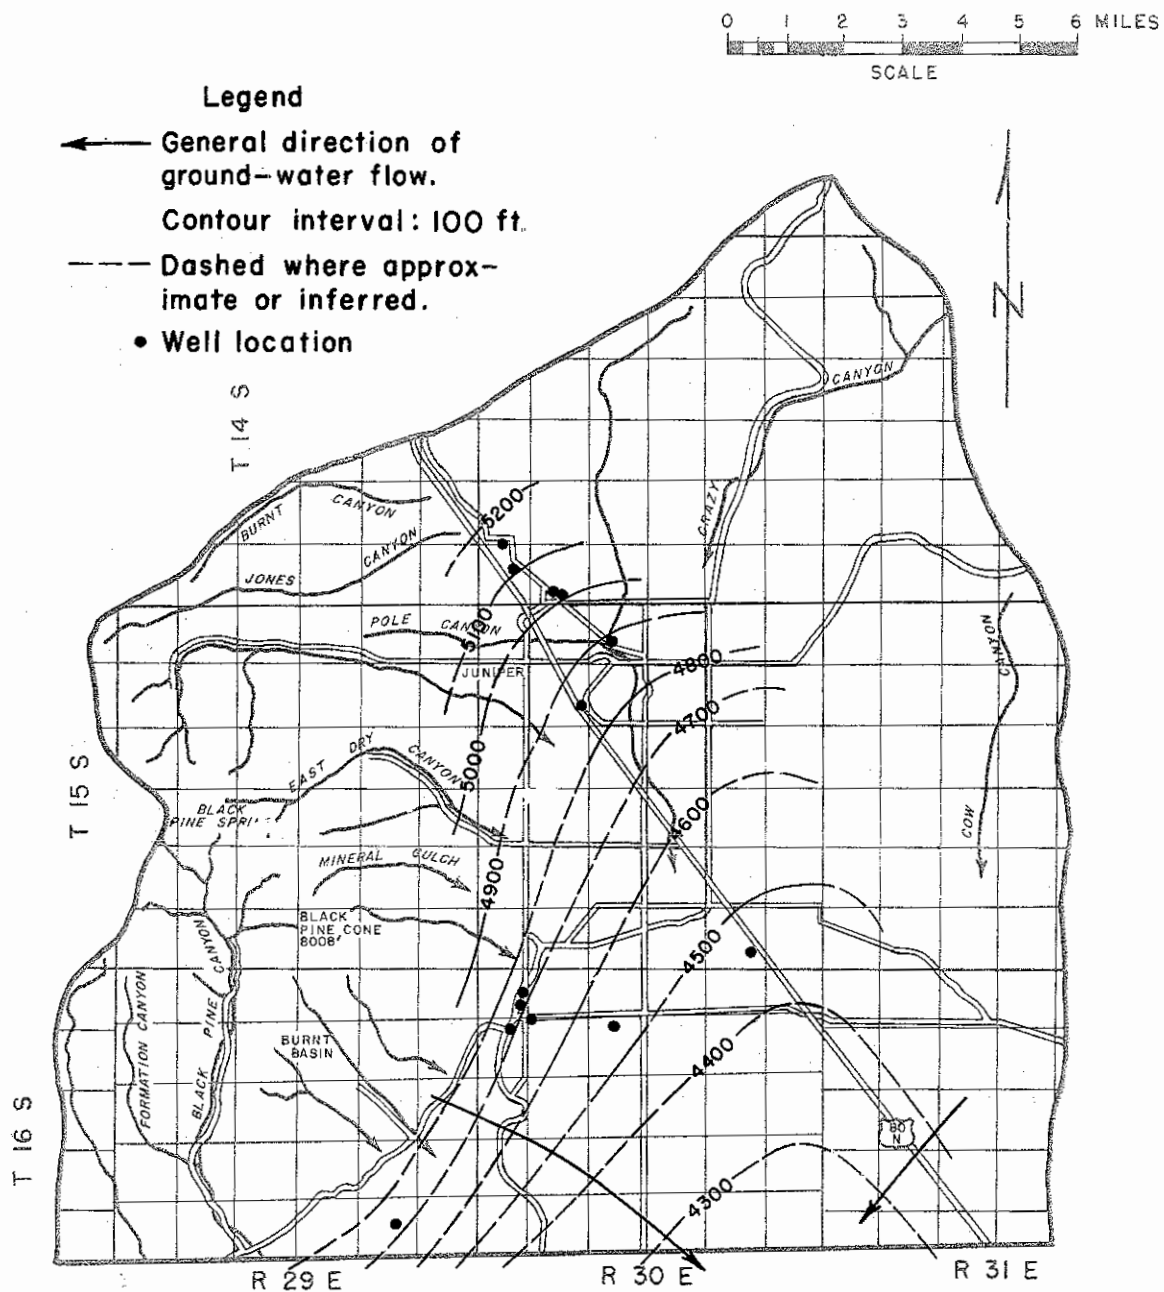 0 1 2 3 4 5 6 MILES
SCALE
Legend
General direction of
ground-water flow.
Contour interval: 100 ft.
Dashed where approx-
imate or inferred.
Well location
N
T 14 S
CANYON
CRAZY
BURNT
CANYON
5200
JONES
CANYON
POLE CANYON
5100
JUNIPER
4800
CANYON
COW
4700
5000
T 15 S
EAST DRY CANYON
BLACK
PINE SPRI
4600
MINERAL GULCH
4900
BLACK
PINE CONE
8008'
4500
FORMATION CANYON
BLACK PINE CANYON
BURNT
BASIN
4400
T 16 S
80
N
4300
R 29 E
R 30 E
R 31 E